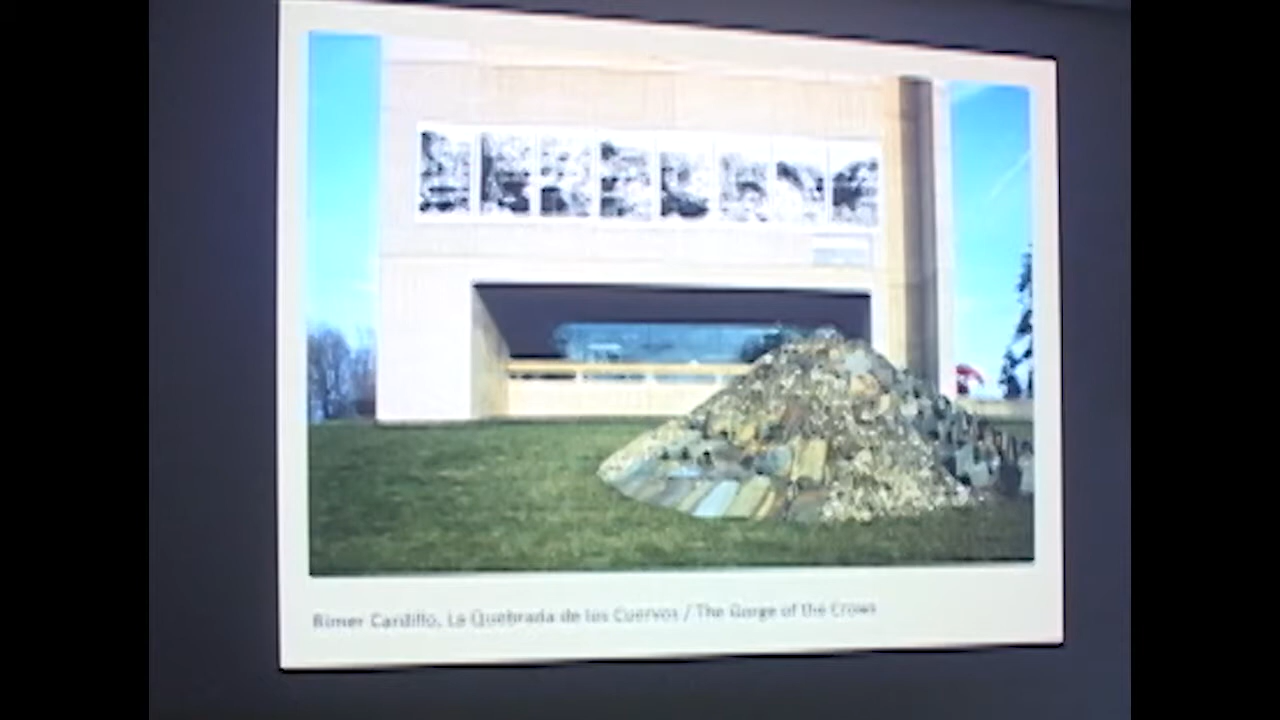 Rimer Cardillo, La Quebrada de los Cuervos / The Gorge of the Crows